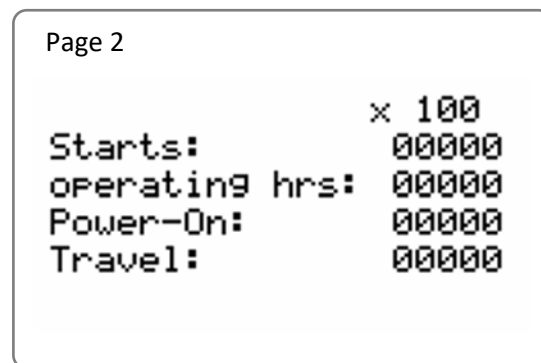 Page 2
x 100
Starts: 00000
operating hrs: 00000
Power-On: 00000
Travel: 00000